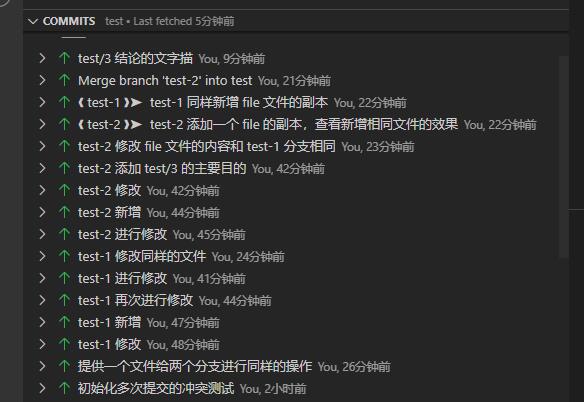 COMMITS test • Last fetched 5分钟前
test/3 结论的文字描 You, 9分钟前
Merge branch 'test-2' into test You, 21分钟前
❪ test-1 ❫➤ test-1 同样新增 file 文件的副本 You, 22分钟前
❪ test-2 ❫➤ test-2 添加一个 file 的副本，查看新增相同文件的效果 You, 22分钟前
test-2 修改 file 文件的内容和 test-1 分支相同 You, 23分钟前
test-2 添加 test/3 的主要目的 You, 42分钟前
test-2 修改 You, 42分钟前
test-2 新增 You, 44分钟前
test-2 进行修改 You, 45分钟前
test-1 修改同样的文件 You, 24分钟前
test-1 进行修改 You, 41分钟前
test-1 再次进行修改 You, 44分钟前
test-1 新增 You, 47分钟前
test-1 修改 You, 48分钟前
提供一个文件给两个分支进行同样的操作 You, 26分钟前
初始化多次提交的冲突测试 You, 2小时前